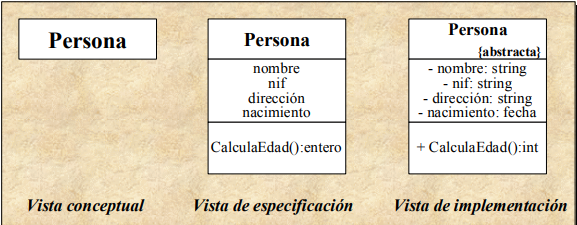 Persona
Vista conceptual
Persona
nombre
nif
dirección
nacimiento
CalculaEdad():entero
Vista de especificación
Persona
{abstracta}
- nombre: string
- nif: string
- dirección: string
- nacimiento: fecha
+ CalculaEdad():int
Vista de implementación